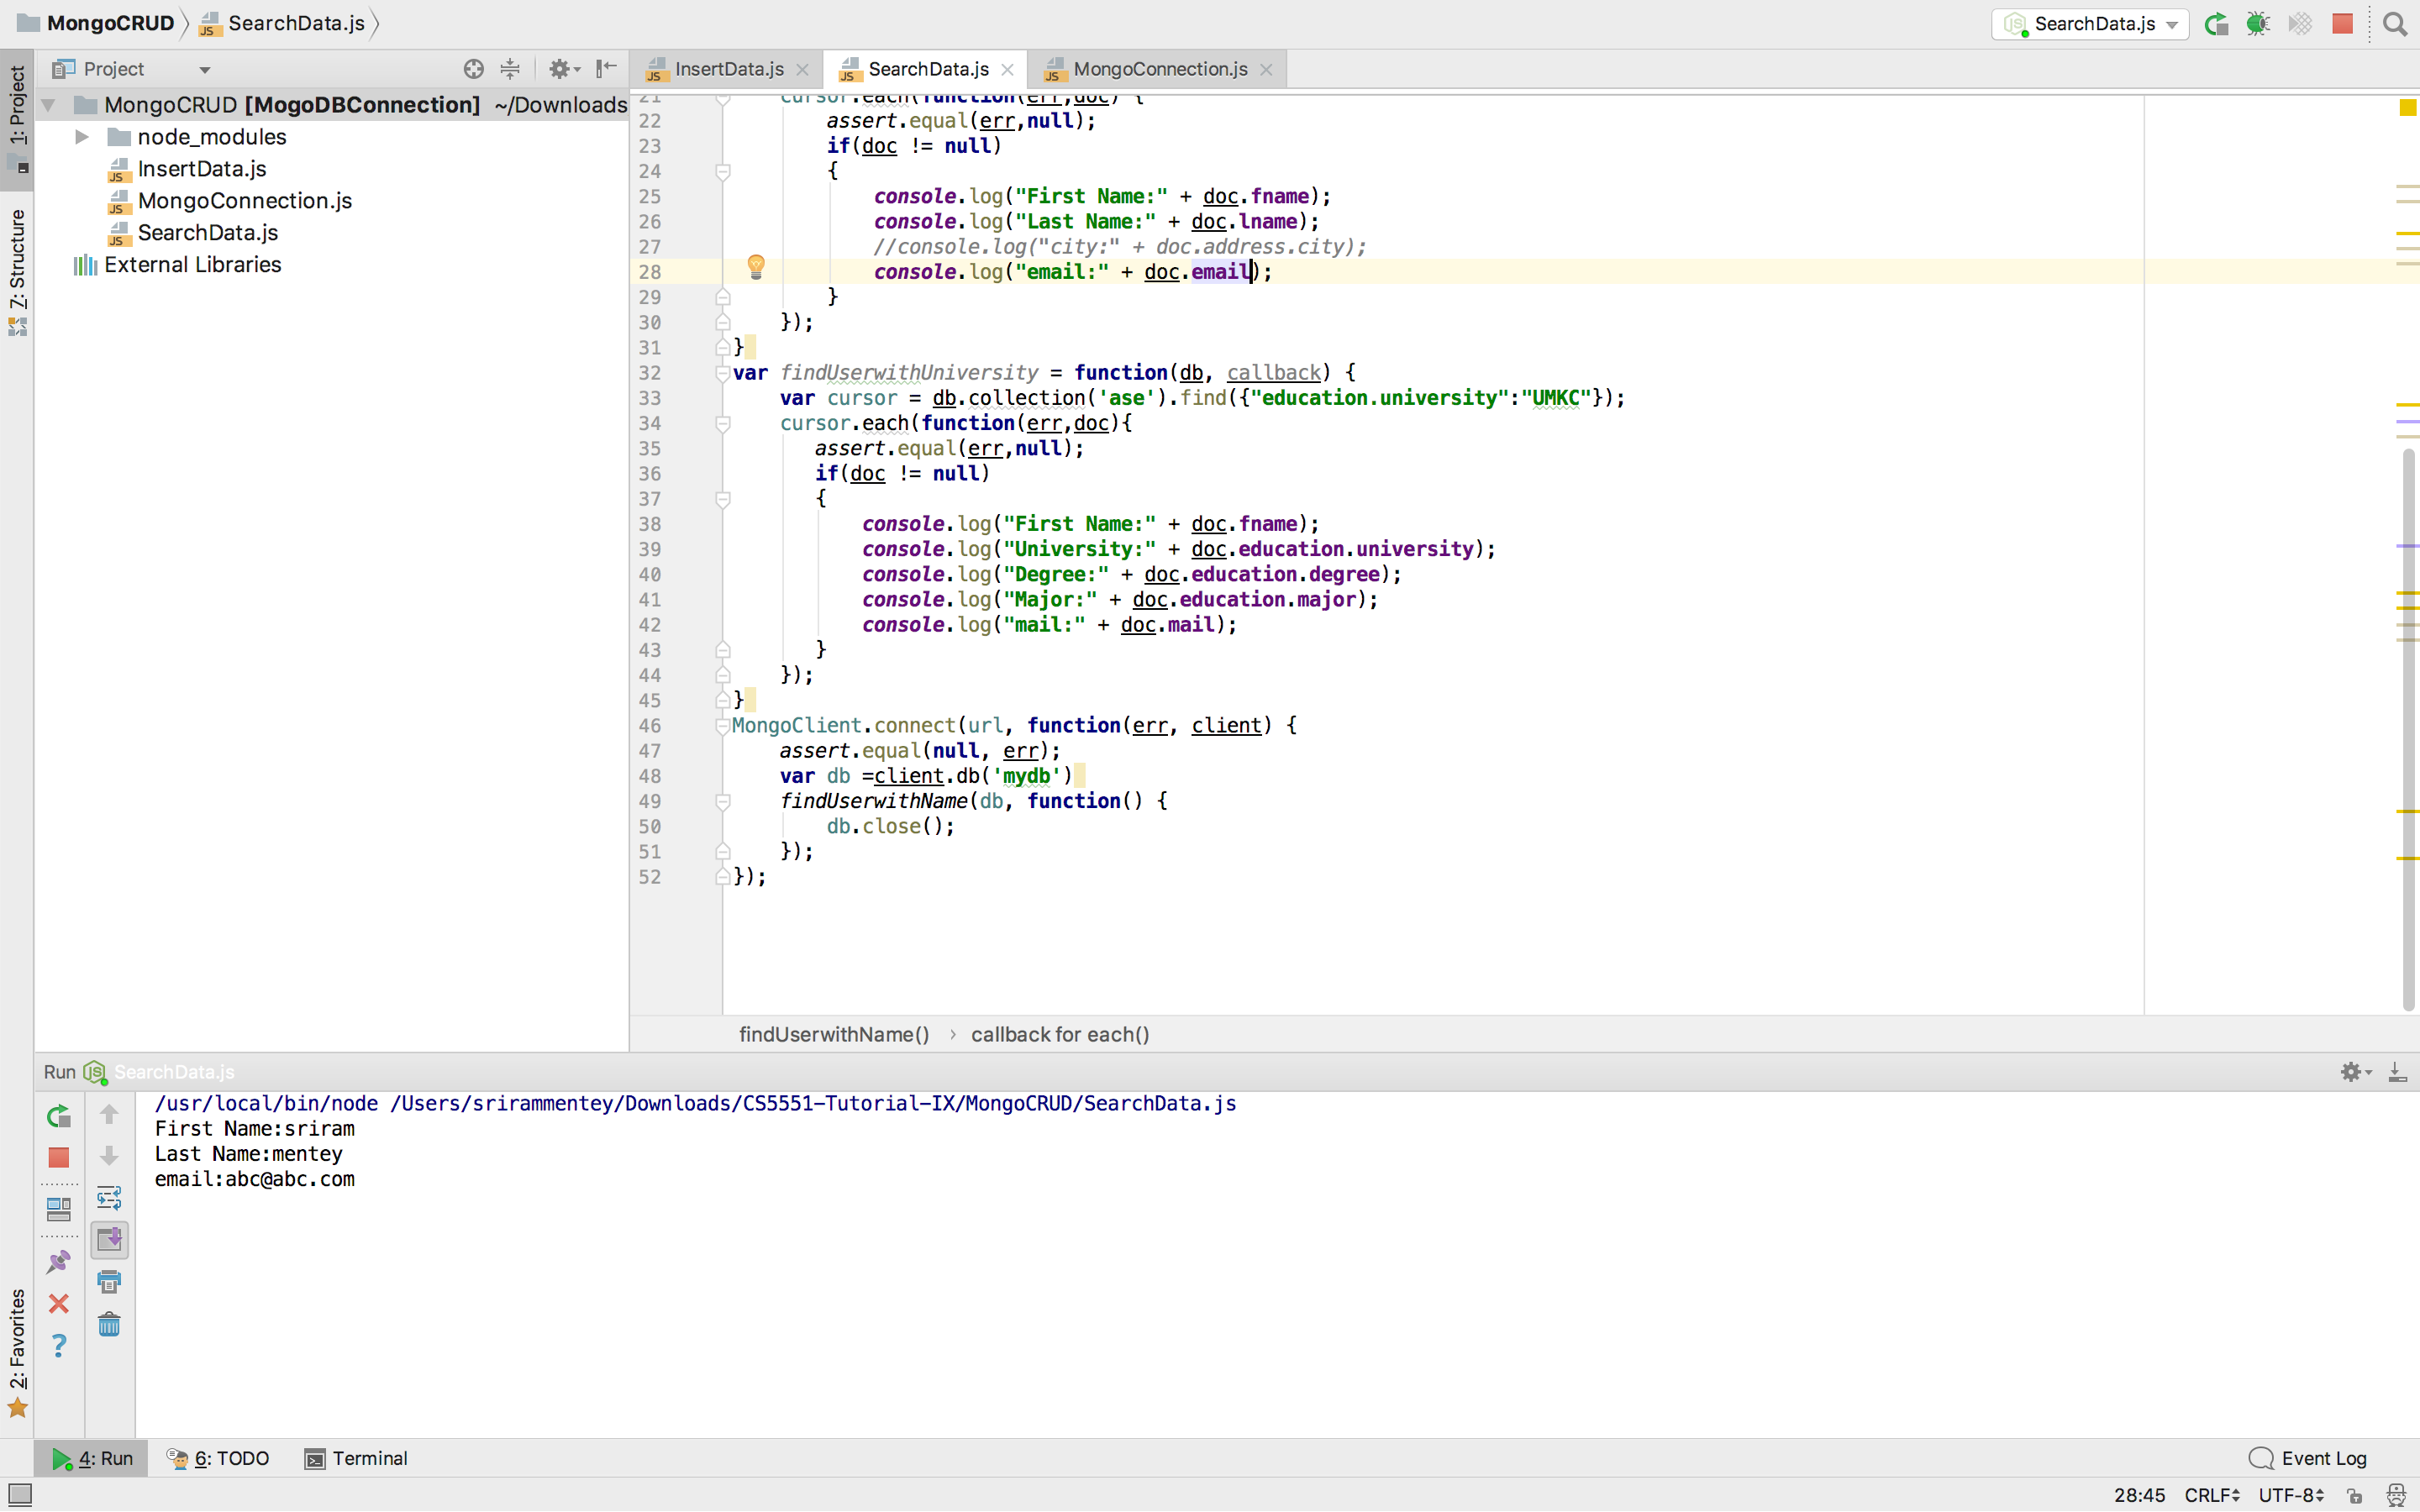 MongoCRUD SearchData.js
SearchData.js
1: Project
7: Structure
2: Favorites
Project
MongoCRUD [MogoDBConnection] ~/Downloads
node_modules
InsertData.js
MongoConnection.js
SearchData.js
External Libraries
InsertData.js SearchData.js MongoConnection.js
21 cursor.each(function(err,doc) {
22 assert.equal(err,null);
23 if(doc != null)
24 {
25 console.log("First Name:" + doc.fname);
26 console.log("Last Name:" + doc.lname);
27 //console.log("city:" + doc.address.city);
28 console.log("email:" + doc.email);
29 }
30 });
31 }
32 var findUserwithUniversity = function(db, callback) {
33 var cursor = db.collection('ase').find({"education.university":"UMKC"});
34 cursor.each(function(err,doc){
35 assert.equal(err,null);
36 if(doc != null)
37 {
38 console.log("First Name:" + doc.fname);
39 console.log("University:" + doc.education.university);
40 console.log("Degree:" + doc.education.degree);
41 console.log("Major:" + doc.education.major);
42 console.log("mail:" + doc.mail);
43 }
44 });
45 }
46 MongoClient.connect(url, function(err, client) {
47 assert.equal(null, err);
48 var db =client.db('mydb')
49 findUserwithName(db, function() {
50 db.close();
51 });
52 });
findUserwithName() › callback for each()
Run SearchData.js
/usr/local/bin/node /Users/srirammentey/Downloads/CS5551-Tutorial-IX/MongoCRUD/SearchData.js
First Name:sriram
Last Name:mentey
email:abc@abc.com
4: Run 6: TODO Terminal Event Log
28:45 CRLF UTF-8